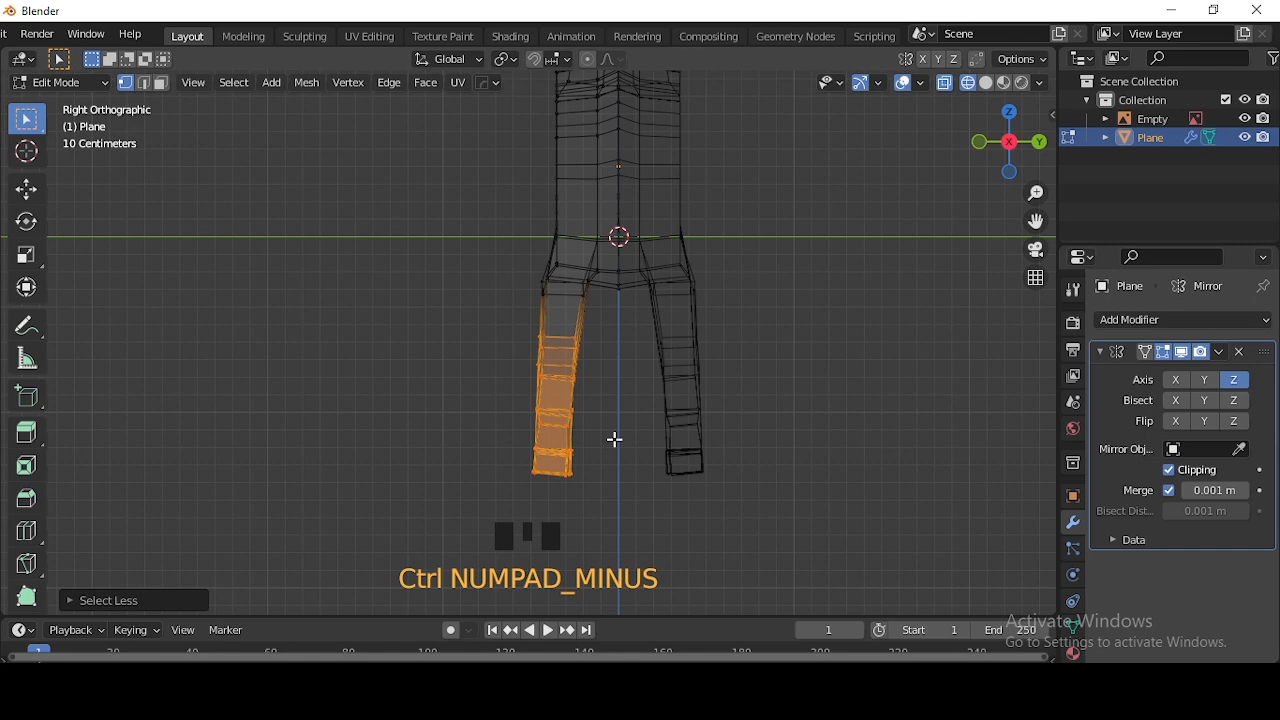 Blender
it Render Window Help Layout Modeling Sculpting UV Editing Texture Paint Shading Animation Rendering Compositing Geometry Nodes Scripting Scene View Layer
Global X Y Z Options
Edit Mode View Select Add Mesh Vertex Edge Face UV
Right Orthographic
(1) Plane
10 Centimeters
Z
Y
X
Scene Collection
Collection
Empty
Plane
Plane Mirror
Add Modifier
Axis X Y Z
Bisect X Y Z
Flip X Y Z
Mirror Obj...
Clipping
Merge 0.001 m
Bisect Dist... 0.001 m
Data
Ctrl NUMPAD_MINUS
Select Less
Activate Windows
Go to Settings to activate Windows.
Playback Keying View Marker 1 Start 1 End 250